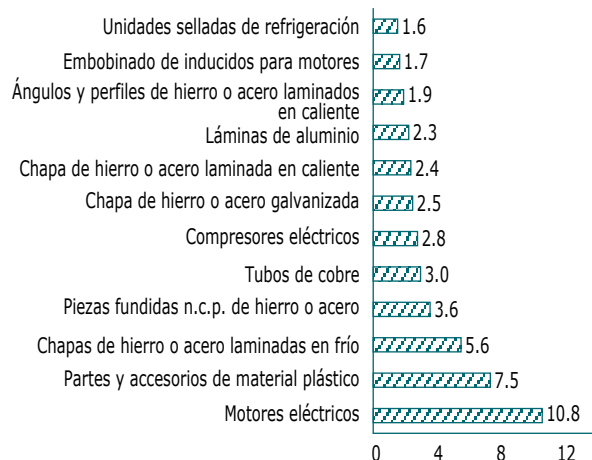 Unidades selladas de refrigeración 1.6
Embobinado de inducidos para motores 1.7
Ángulos y perfiles de hierro o acero laminados
en caliente 1.9
Láminas de aluminio 2.3
Chapa de hierro o acero laminada en caliente 2.4
Chapa de hierro o acero galvanizada 2.5
Compresores eléctricos 2.8
Tubos de cobre 3.0
Piezas fundidas n.c.p. de hierro o acero 3.6
Chapas de hierro o acero laminadas en frío 5.6
Partes y accesorios de material plástico 7.5
Motores eléctricos 10.8
0 4 8 12